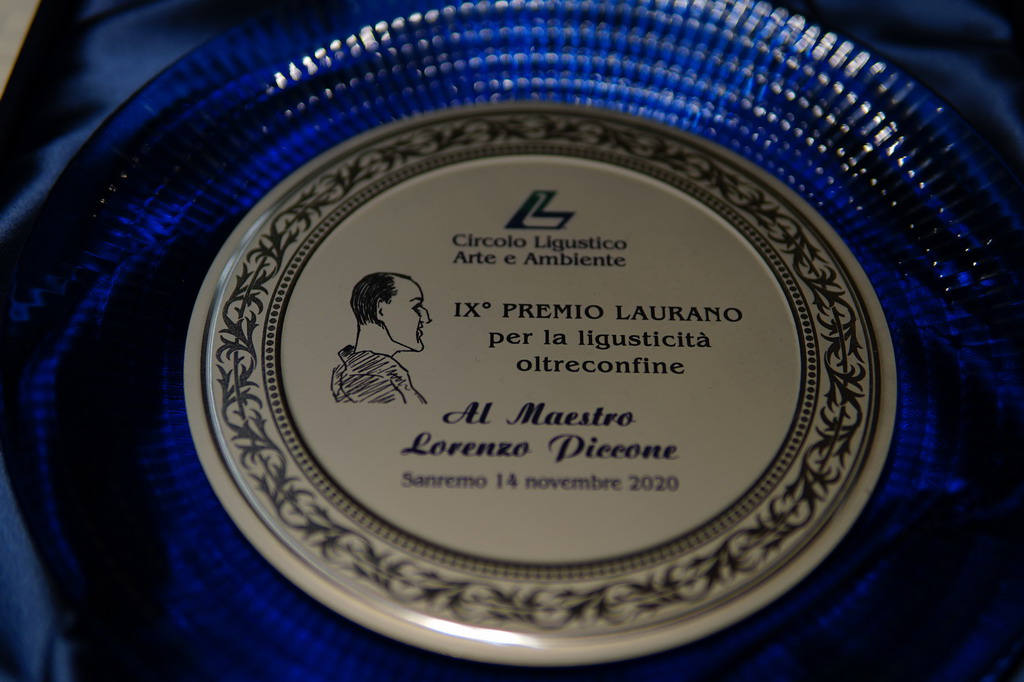 Circolo Ligustico
Arte e Ambiente
IX° PREMIO LAURANO
per la ligusticità
oltreconfine
Al Maestro
Lorenzo Piccone
Sanremo 14 novembre 2020